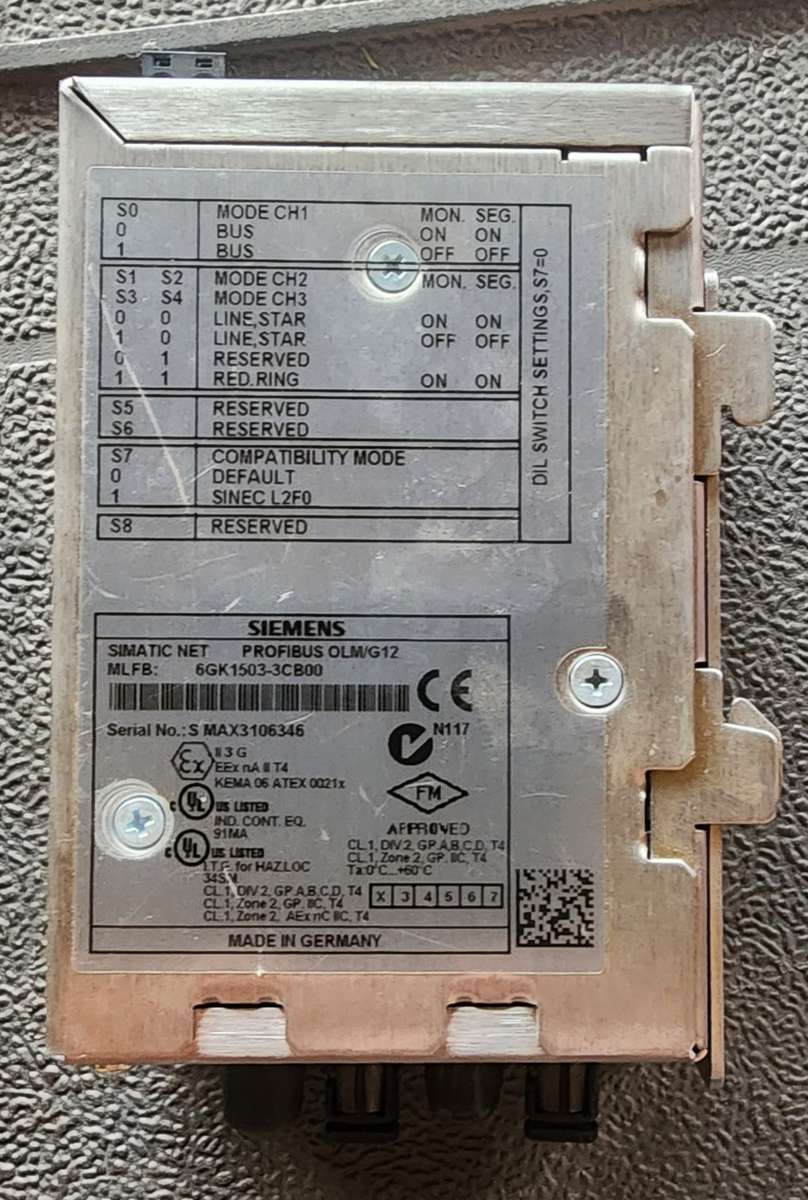 S0 MODE CH1 MON. SEG.
0 BUS ON ON
1 BUS OFF OFF
S1 S2 MODE CH2 MON. SEG.
S3 S4 MODE CH3
0 0 LINE,STAR ON ON
1 0 LINE,STAR OFF OFF
0 1 RESERVED
1 1 RED.RING ON ON
S5 RESERVED
S6 RESERVED
S7 COMPATIBILITY MODE
0 DEFAULT
1 SINEC L2F0
S8 RESERVED
DIL SWITCH SETTINGS,S7=0
SIEMENS
SIMATIC NET PROFIBUS OLM/G12
MLFB: 6GK1503-3CB00
CE
Serial No.: S MAX3106346
N117
Ex
II 3 G
EEx nA II T4
KEMA 06 ATEX 0021x
C UL US LISTED
IND. CONT. EQ.
91MA
C UL US LISTED
I.T.E. for HAZ.LOC
CL.1, DIV.2, GP.A,B,C,D, T4
CL.1, Zone 2, GP. IIC, T4
CL.1, Zone 2, AEx nC IIC, T4
FM
APPROVED
CL.1, DIV.2, GP.A,B,C,D, T4
CL.1, Zone 2, GP. IIC, T4
Ta:0°C...+60°C
X 3 4 5 6 7
MADE IN GERMANY